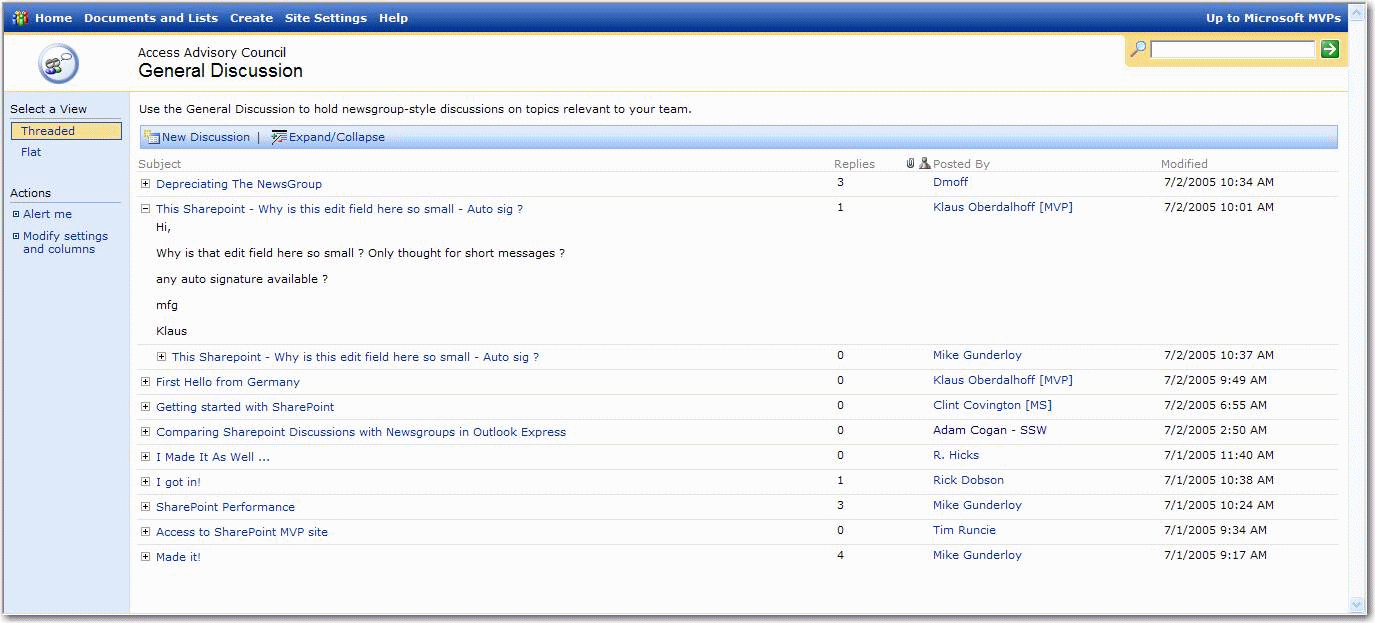 Home Documents and Lists Create Site Settings Help Up to Microsoft MVPs
Access Advisory Council
General Discussion
Select a View
Threaded
Flat
Actions
Alert me
Modify settings
and columns
Use the General Discussion to hold newsgroup-style discussions on topics relevant to your team.
New Discussion | Expand/Collapse
Subject Replies Posted By Modified
Depreciating The NewsGroup 3 Dmoff 7/2/2005 10:34 AM
This Sharepoint - Why is this edit field here so small - Auto sig ? 1 Klaus Oberdalhoff [MVP] 7/2/2005 10:01 AM
Hi,
Why is that edit field here so small ? Only thought for short messages ?
any auto signature available ?
mfg
Klaus
This Sharepoint - Why is this edit field here so small - Auto sig ? 0 Mike Gunderloy 7/2/2005 10:37 AM
First Hello from Germany 0 Klaus Oberdalhoff [MVP] 7/2/2005 9:49 AM
Getting started with SharePoint 0 Clint Covington [MS] 7/2/2005 6:55 AM
Comparing Sharepoint Discussions with Newsgroups in Outlook Express 0 Adam Cogan - SSW 7/2/2005 2:50 AM
I Made It As Well ... 0 R. Hicks 7/1/2005 11:40 AM
I got in! 1 Rick Dobson 7/1/2005 10:38 AM
SharePoint Performance 3 Mike Gunderloy 7/1/2005 10:24 AM
Access to SharePoint MVP site 0 Tim Runcie 7/1/2005 9:34 AM
Made it! 4 Mike Gunderloy 7/1/2005 9:17 AM